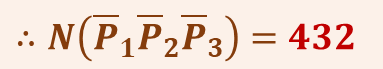 ∴ N(P̅₁P̅₂P̅₃) = 432